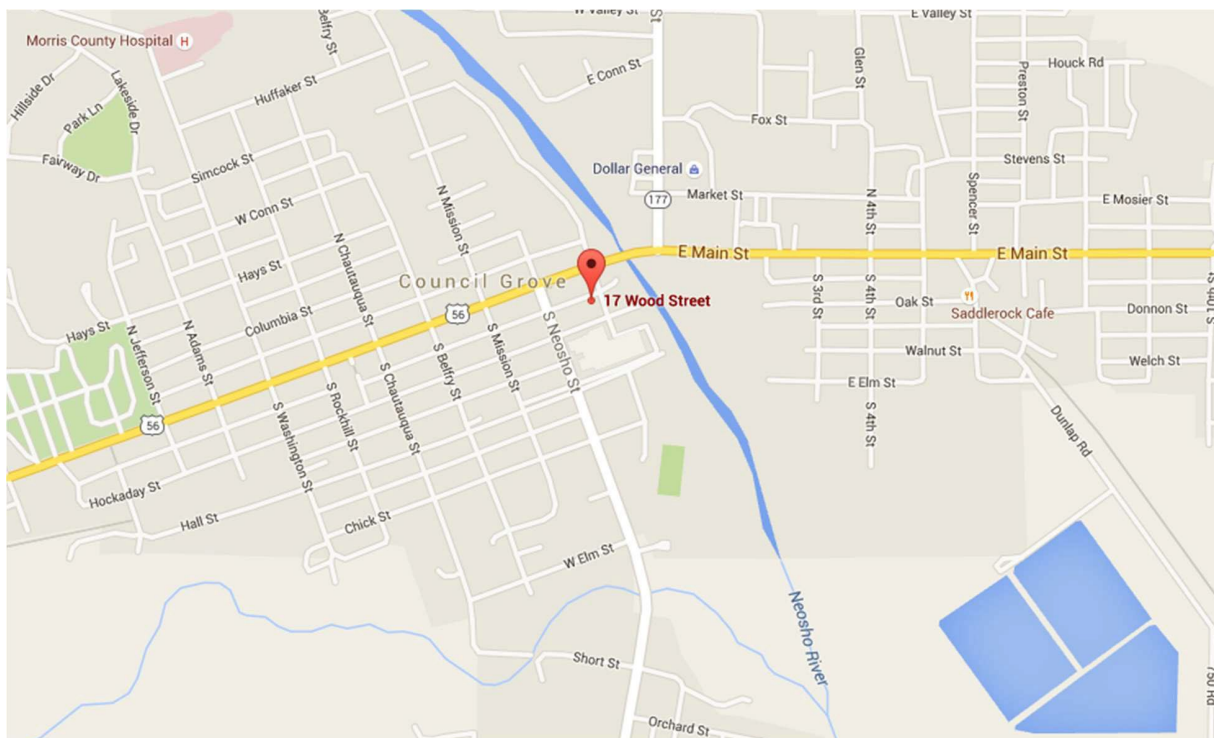 W Valley St
St
E Valley St
Belfry St
Morris County Hospital H
Hillside Dr
Lakeside Dr
Park Ln
Huffaker St
E Conn St
Glen St
Preston St
Houck Rd
Fox St
Fairway Dr
Simcock St
Dollar General
Stevens St
Spencer St
N Mission St
W Conn St
177
Market St
N 4th St
E Mosier St
N Chautauqua St
Hays St
E Main St
E Main St
Council Grove
17 Wood Street
Columbia St
56
S Neosho St
S 3rd St
S 4th St
Oak St
Saddlerock Cafe
Donnon St
Hays St
N Jefferson St
N Adams St
S Mission St
S Belfry St
Walnut St
Welch St
S Chautauqua St
S Rockhill St
S Washington St
E Elm St
56
S 4th St
Dunlap Rd
Hockaday St
Hall St
Chick St
W Elm St
Neosho River
Short St
Orchard St